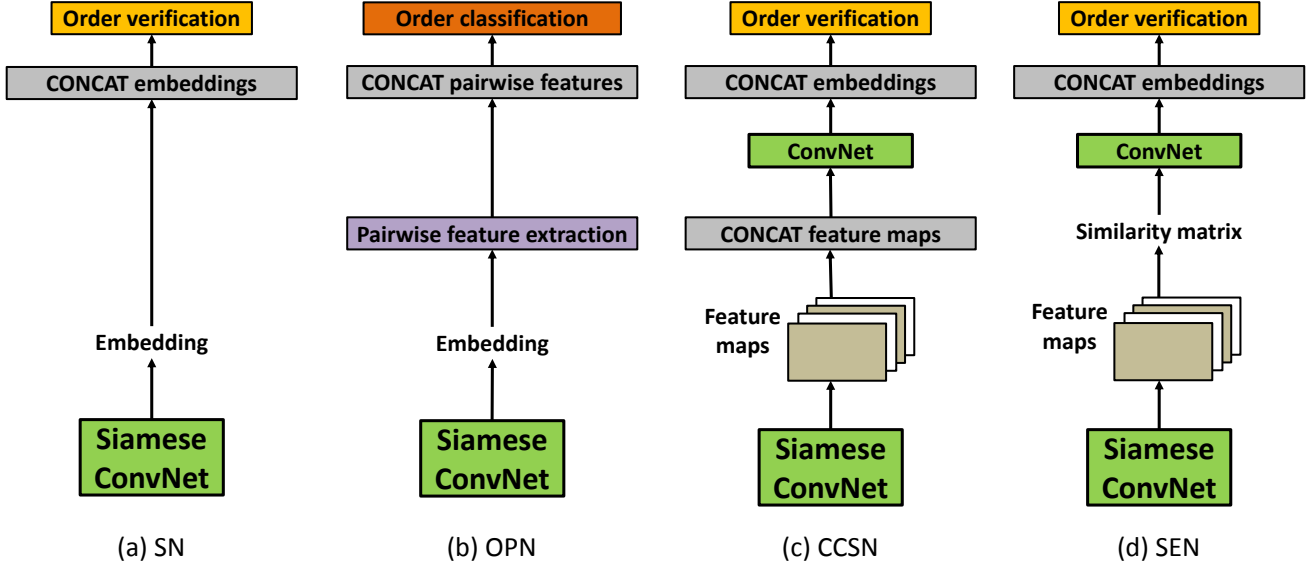 Order verification
CONCAT embeddings
Embedding
Siamese
ConvNet
(a) SN
Order classification
CONCAT pairwise features
Pairwise feature extraction
Embedding
Siamese
ConvNet
(b) OPN
Order verification
CONCAT embeddings
ConvNet
CONCAT feature maps
Feature
maps
Siamese
ConvNet
(c) CCSN
Order verification
CONCAT embeddings
ConvNet
Similarity matrix
Feature
maps
Siamese
ConvNet
(d) SEN